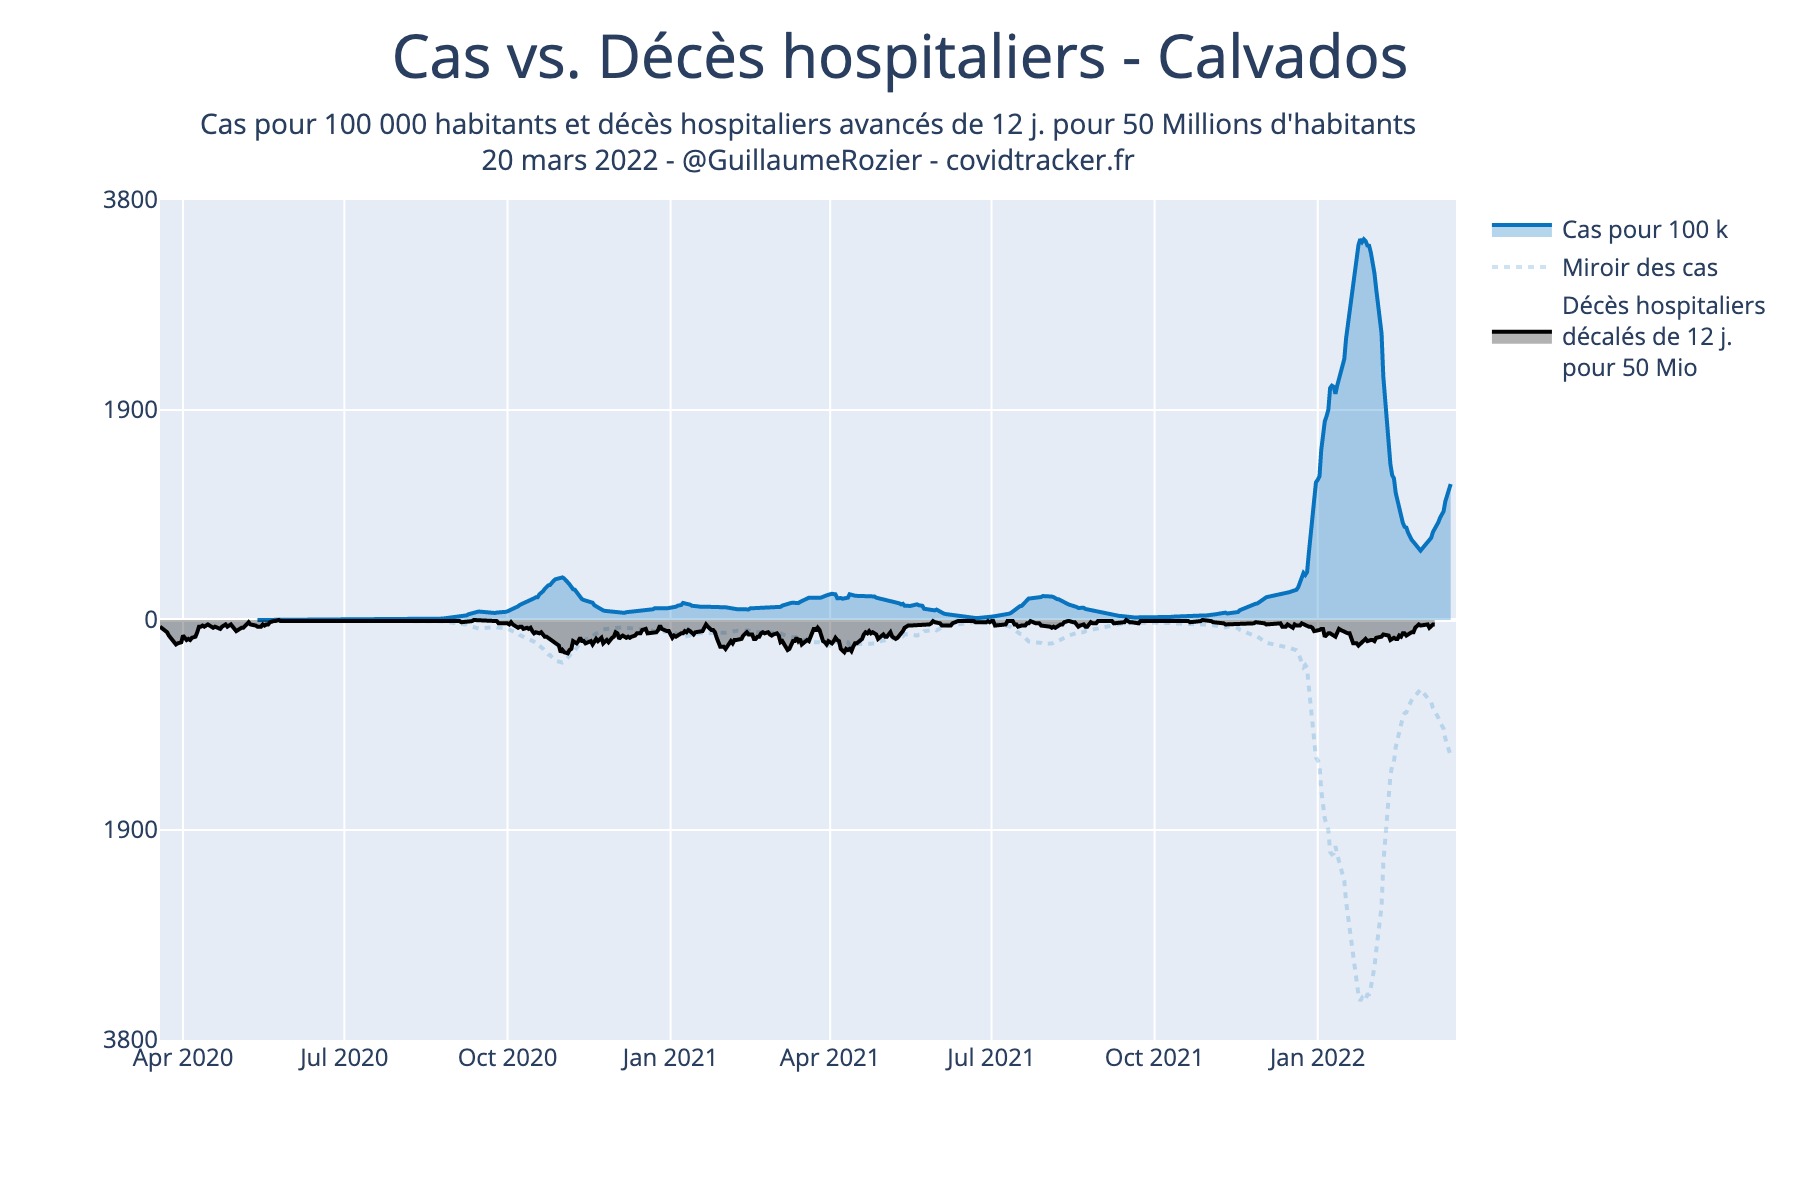 Cas vs. Décès hospitaliers - Calvados
Cas pour 100 000 habitants et décès hospitaliers avancés de 12 j. pour 50 Millions d'habitants
20 mars 2022 - @GuillaumeRozier - covidtracker.fr
3800
1900
0
1900
3800
Apr 2020
Jul 2020
Oct 2020
Jan 2021
Apr 2021
Jul 2021
Oct 2021
Jan 2022
Cas pour 100 k
Miroir des cas
Décès hospitaliers
décalés de 12 j.
pour 50 Mio